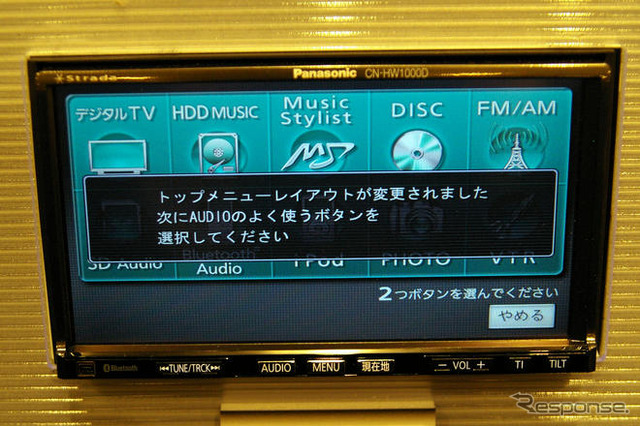 Strada
Panasonic CN-HW1000D
デジタルTV HDD MUSIC Music Stylist DISC FM/AM
トップメニューレイアウトが変更されました
次にAUDIOのよく使うボタンを
選択してください
SD Audio Bluetooth Audio iPod PHOTO VTR
2つボタンを選んでください
やめる
Bluetooth TUNE/TRCK AUDIO MENU 現在地 － VOL ＋ TI TILT
Response.